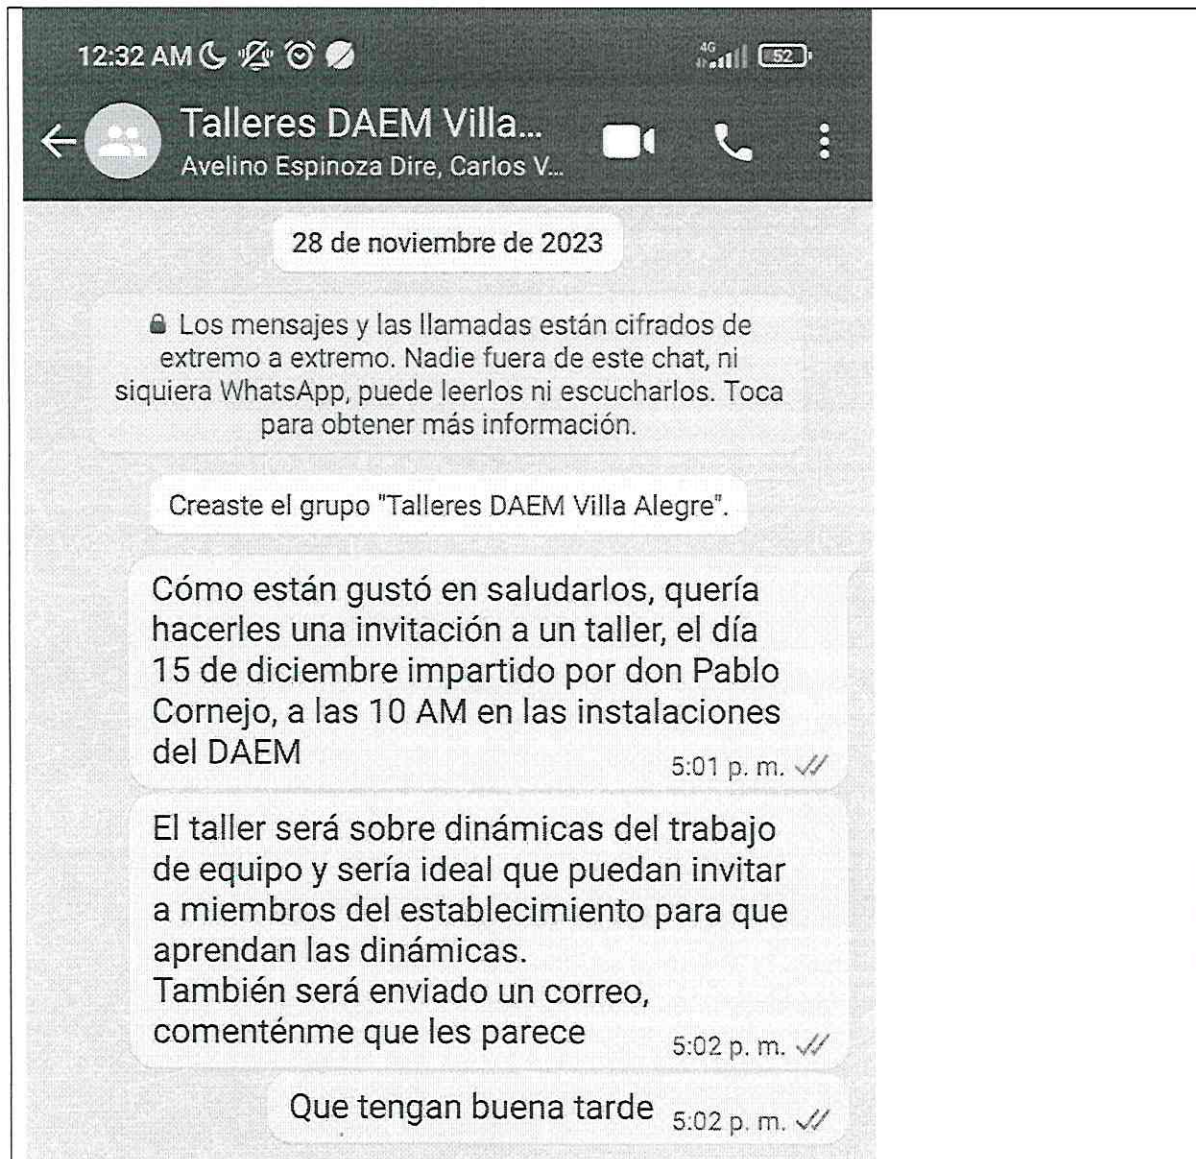 12:32 AM
4G
52
Talleres DAEM Villa...
Avelino Espinoza Dire, Carlos V...
28 de noviembre de 2023
Los mensajes y las llamadas están cifrados de
extremo a extremo. Nadie fuera de este chat, ni
siquiera WhatsApp, puede leerlos ni escucharlos. Toca
para obtener más información.
Creaste el grupo "Talleres DAEM Villa Alegre".
Cómo están gustó en saludarlos, quería
hacerles una invitación a un taller, el día
15 de diciembre impartido por don Pablo
Cornejo, a las 10 AM en las instalaciones
del DAEM
5:01 p. m.
El taller será sobre dinámicas del trabajo
de equipo y sería ideal que puedan invitar
a miembros del establecimiento para que
aprendan las dinámicas.
También será enviado un correo,
comenténme que les parece
5:02 p. m.
Que tengan buena tarde 5:02 p. m.